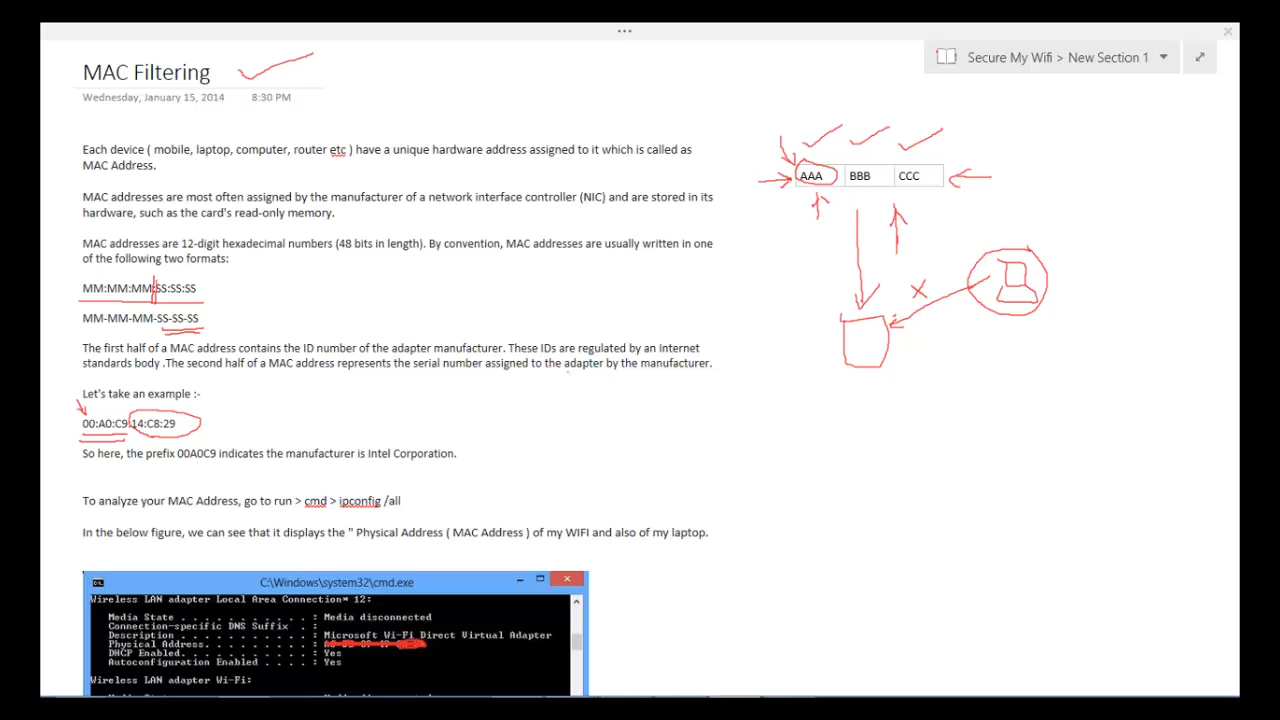 MAC Filtering
Wednesday, January 15, 2014 8:30 PM
Secure My Wifi > New Section 1
Each device ( mobile, laptop, computer, router etc ) have a unique hardware address assigned to it which is called as
MAC Address.
MAC addresses are most often assigned by the manufacturer of a network interface controller (NIC) and are stored in its
hardware, such as the card's read-only memory.
MAC addresses are 12-digit hexadecimal numbers (48 bits in length). By convention, MAC addresses are usually written in one
of the following two formats:
MM:MM:MM:SS:SS:SS
MM-MM-MM-SS-SS-SS
The first half of a MAC address contains the ID number of the adapter manufacturer. These IDs are regulated by an Internet
standards body .The second half of a MAC address represents the serial number assigned to the adapter by the manufacturer.
Let's take an example :-
00:A0:C9:14:C8:29
So here, the prefix 00A0C9 indicates the manufacturer is Intel Corporation.
To analyze your MAC Address, go to run > cmd > ipconfig /all
In the below figure, we can see that it displays the " Physical Address ( MAC Address ) of my WIFI and also of my laptop.
AAA BBB CCC
C:\Windows\system32\cmd.exe
Wireless LAN adapter Local Area Connection* 12:
Media State . . . . . . . . . . . : Media disconnected
Connection-specific DNS Suffix . :
Description . . . . . . . . . . . : Microsoft Wi-Fi Direct Virtual Adapter
Physical Address. . . . . . . . . :
DHCP Enabled. . . . . . . . . . . : Yes
Autoconfiguration Enabled . . . . : Yes
Wireless LAN adapter Wi-Fi: